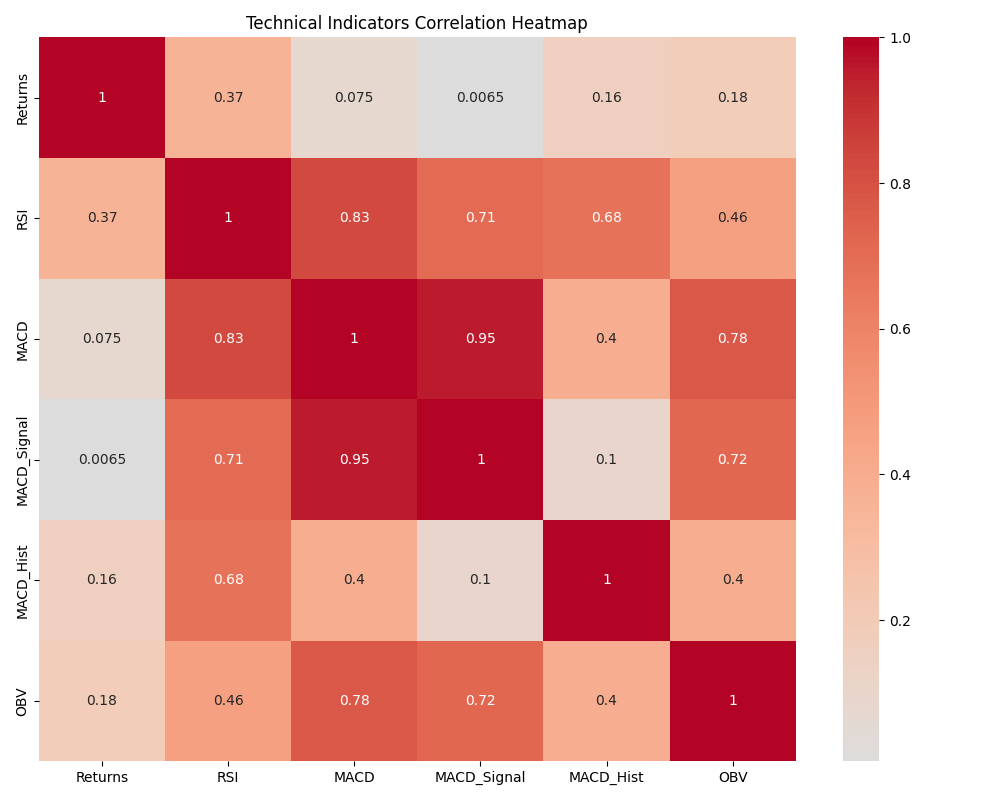 Technical Indicators Correlation Heatmap
Returns 1 0.37 0.075 0.0065 0.16 0.18
RSI 0.37 1 0.83 0.71 0.68 0.46
MACD 0.075 0.83 1 0.95 0.4 0.78
MACD_Signal 0.0065 0.71 0.95 1 0.1 0.72
MACD_Hist 0.16 0.68 0.4 0.1 1 0.4
OBV 0.18 0.46 0.78 0.72 0.4 1
Returns RSI MACD MACD_Signal MACD_Hist OBV
1.0
0.8
0.6
0.4
0.2